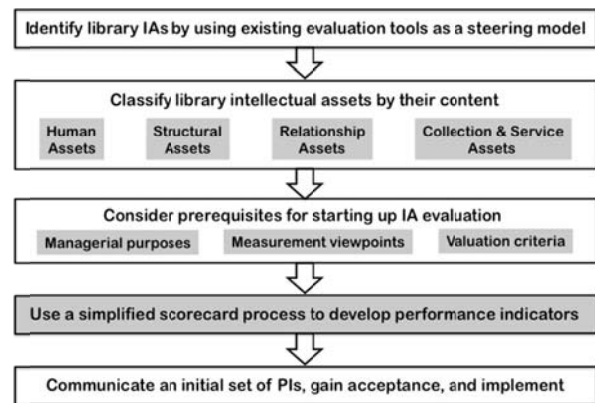 Identify library IAs by using existing evaluation tools as a steering model
Classify library intellectual assets by their content
Human Assets
Structural Assets
Relationship Assets
Collection & Service Assets
Consider prerequisites for starting up IA evaluation
Managerial purposes
Measurement viewpoints
Valuation criteria
Use a simplified scorecard process to develop performance indicators
Communicate an initial set of PIs, gain acceptance, and implement